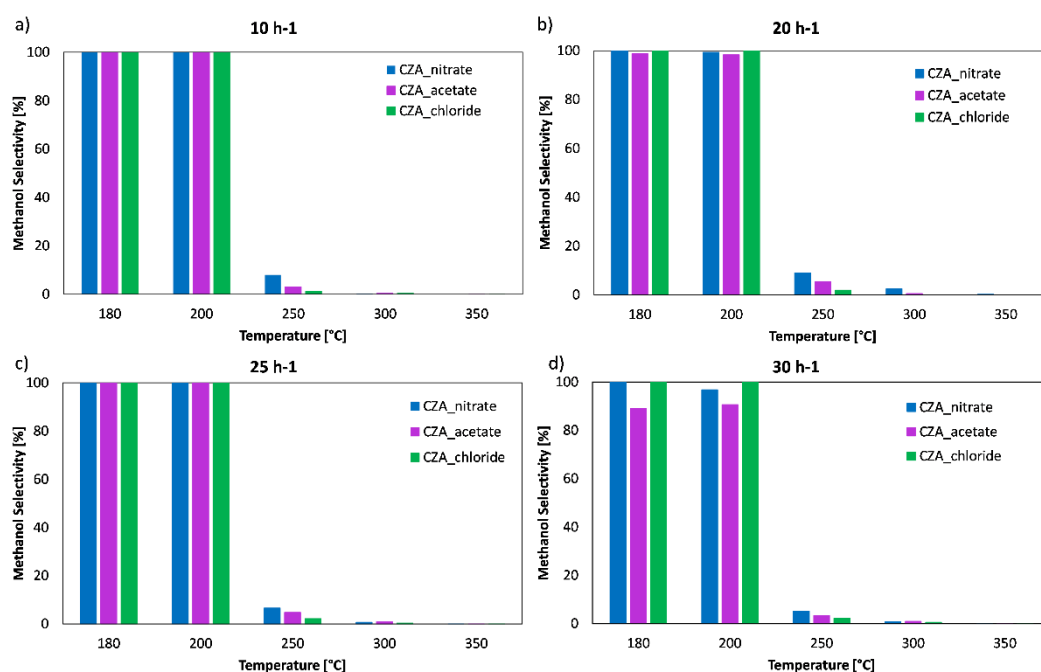 a)
10 h-1
Methanol Selectivity [%]
100
80
60
40
20
0
CZA_nitrate
CZA_acetate
CZA_chloride
180 200 250 300 350
Temperature [°C]
b)
20 h-1
Methanol Selectivity [%]
100
80
60
40
20
0
CZA_nitrate
CZA_acetate
CZA_chloride
180 200 250 300 350
Temperature [°C]
c)
25 h-1
Methanol Selectivity [%]
100
80
60
40
20
0
CZA_nitrate
CZA_acetate
CZA_chloride
180 200 250 300 350
Temperature [°C]
d)
30 h-1
Methanol Selectivity [%]
100
80
60
40
20
0
CZA_nitrate
CZA_acetate
CZA_chloride
180 200 250 300 350
Temperature [°C]